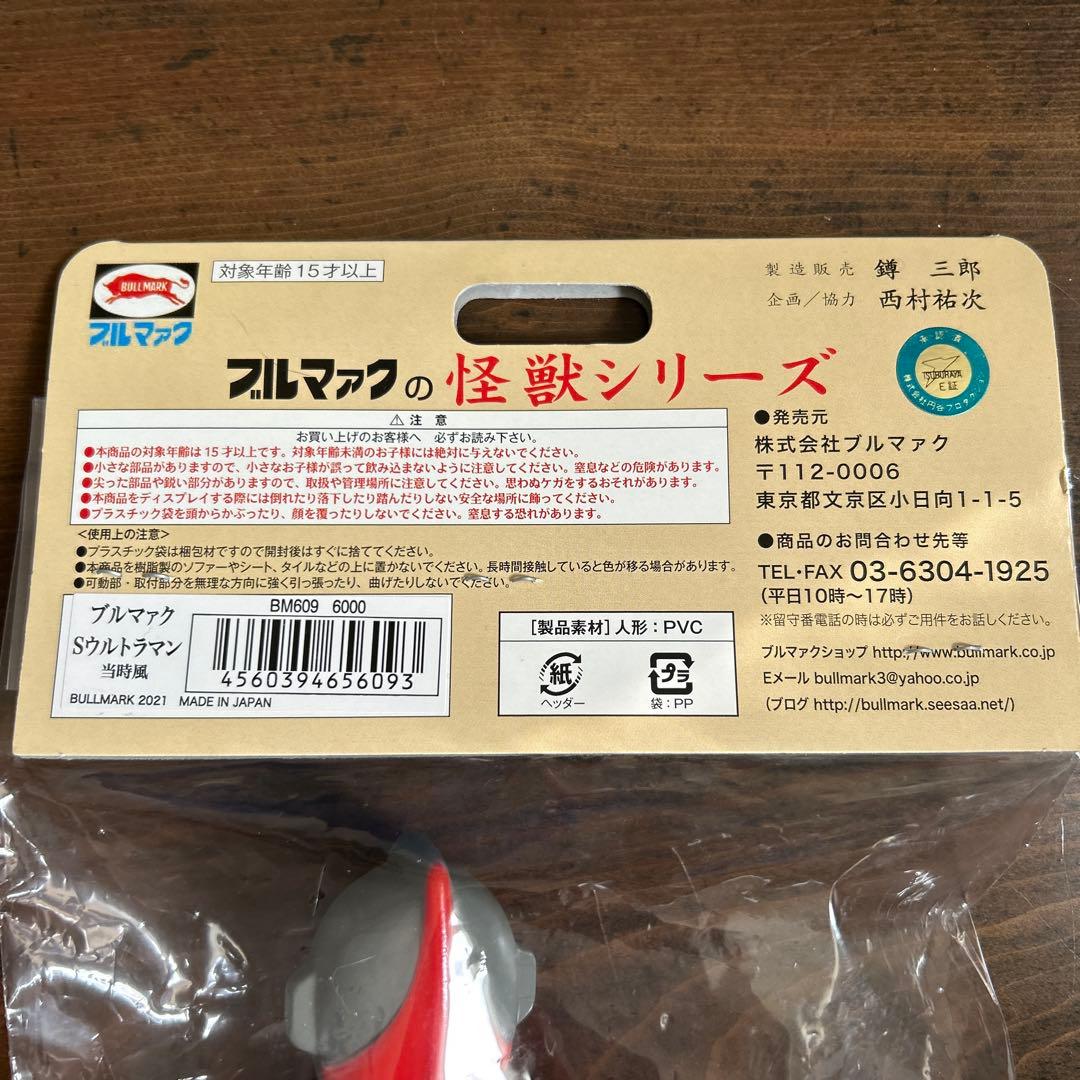 BULLMARK
ブルマァク
対象年齢15才以上
製造販売 鐏 三郎
企画／協力 西村祐次
ブルマァクの怪獣シリーズ
承認書
TSUBURAYA
E証
株式会社円谷プロダクション
⚠注 意
お買い上げのお客様へ 必ずお読み下さい。
●本商品の対象年齢は15才以上です。対象年齢未満のお子様には絶対に与えないでください。
●小さな部品がありますので、小さなお子様が誤って飲み込まないように注意してください。窒息などの危険があります。
●尖った部品や鋭い部分がありますので、取扱や管理場所に注意してください。思わぬケガをするおそれがあります。
●本商品をディスプレイする際には倒れたり落下したり踏んだりしない安全な場所に飾ってください。
●プラスチック袋を頭からかぶったり、顔を覆ったりしないでください。窒息する恐れがあります。
<使用上の注意>
●プラスチック袋は梱包材ですので開封後はすぐに捨ててください。
●本商品を樹脂製のソファーやシート、タイルなどの上に置かないでください。長時間接触していると色が移る場合があります。
●可動部・取付部分を無理な方向に強く引っ張ったり、曲げたりしないでください。
●発売元
株式会社ブルマァク
〒112-0006
東京都文京区小日向1-1-5
●商品のお問合わせ先等
TEL・FAX 03-6304-1925
(平日10時〜17時)
※留守番電話の時は必ずご用件をお話しください。
ブルマァクショップ http://www.bullmark.co.jp
Eメール bullmark3@yahoo.co.jp
(ブログ http://bullmark.seesaa.net/)
ブルマァク
Sウルトラマン
当時風
BM609 6000
4560394656093
BULLMARK 2021 MADE IN JAPAN
[製品素材] 人形：PVC
紙
ヘッダー
プラ
袋：PP